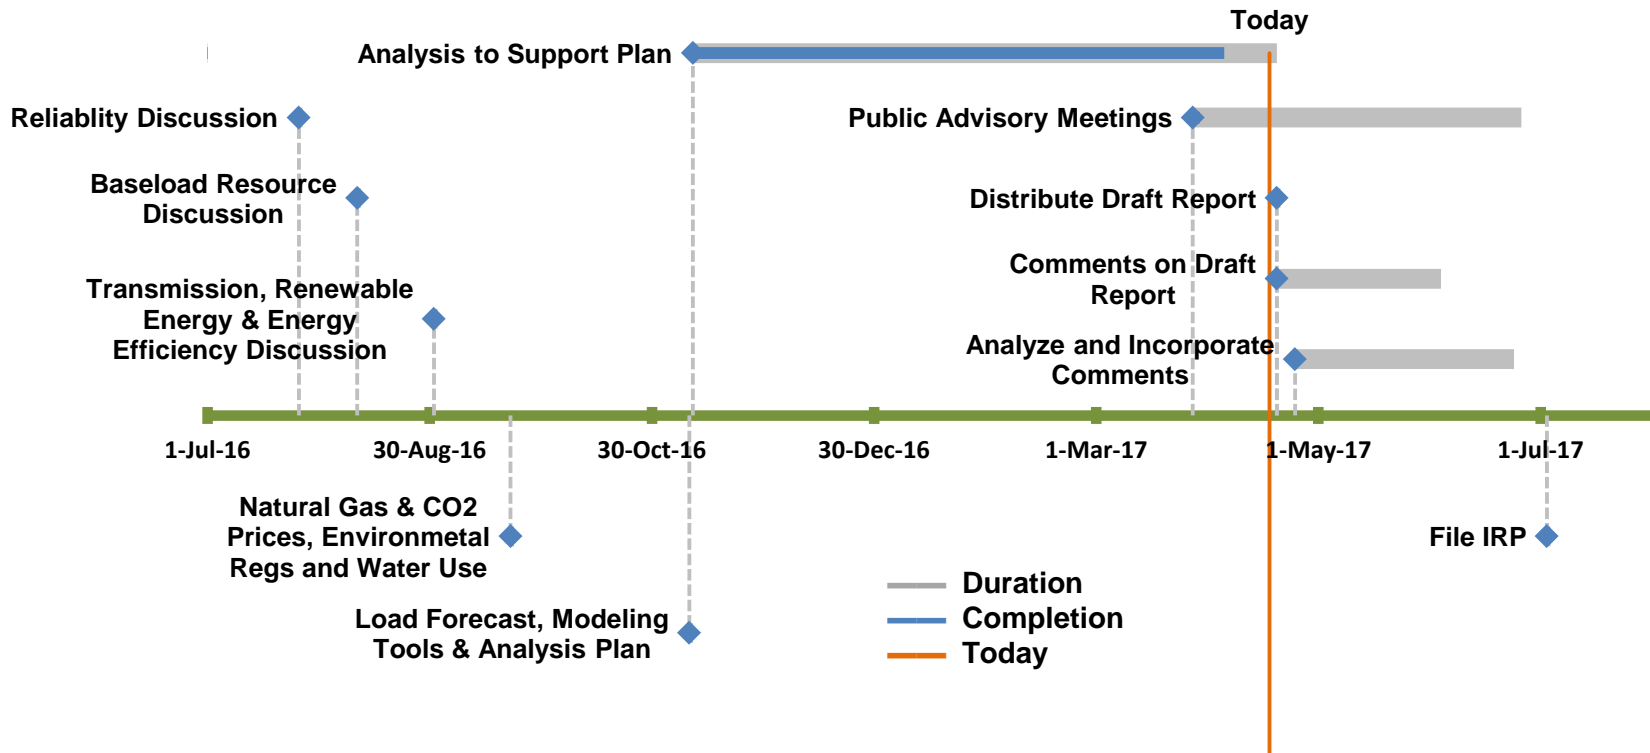 Today
Analysis to Support Plan
Reliablity Discussion
Public Advisory Meetings
Baseload Resource
Discussion
Distribute Draft Report
Transmission, Renewable
Energy & Energy
Efficiency Discussion
Comments on Draft
Report
Analyze and Incorporate
Comments
1-Jul-16
30-Aug-16
30-Oct-16
30-Dec-16
1-Mar-17
1-May-17
1-Jul-17
Natural Gas & CO2
Prices, Environmetal
Regs and Water Use
File IRP
Load Forecast, Modeling
Tools & Analysis Plan
Duration
Completion
Today